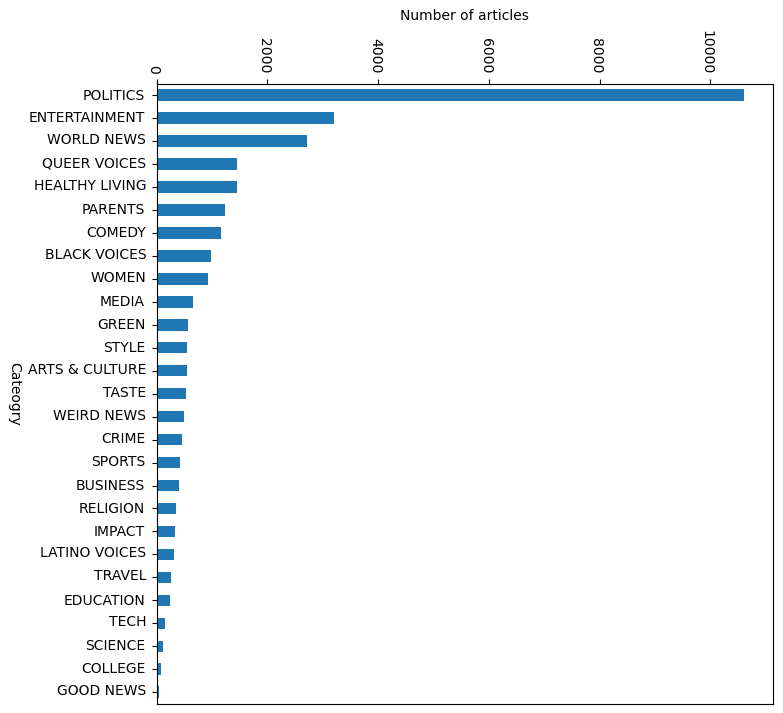 Number of articles
0 2000 4000 6000 8000 10000
POLITICS
ENTERTAINMENT
WORLD NEWS
QUEER VOICES
HEALTHY LIVING
PARENTS
COMEDY
BLACK VOICES
WOMEN
MEDIA
GREEN
STYLE
ARTS & CULTURE
TASTE
WEIRD NEWS
CRIME
SPORTS
BUSINESS
RELIGION
IMPACT
LATINO VOICES
TRAVEL
EDUCATION
TECH
SCIENCE
COLLEGE
GOOD NEWS
Cateogry